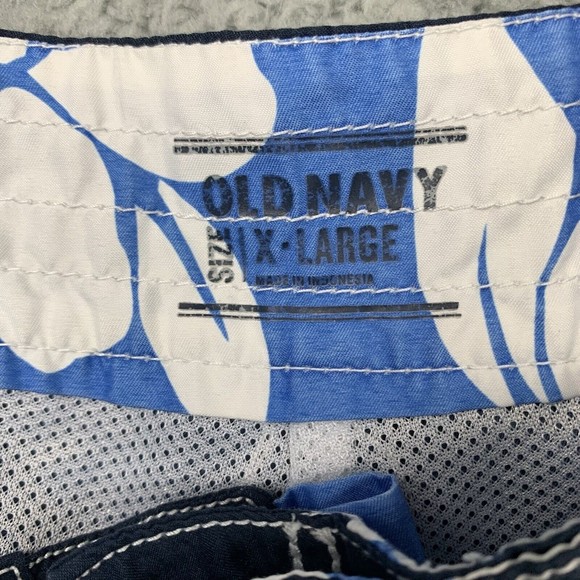 OLD NAVY
SIZE
X · LARGE
MADE IN INDONESIA